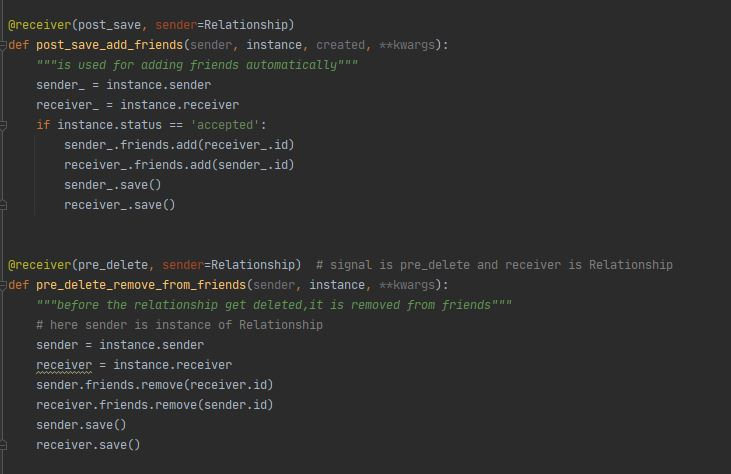 @receiver(post_save, sender=Relationship)
def post_save_add_friends(sender, instance, created, **kwargs):
    """is used for adding friends automatically"""
    sender_ = instance.sender
    receiver_ = instance.receiver
    if instance.status == 'accepted':
        sender_.friends.add(receiver_.id)
        receiver_.friends.add(sender_.id)
        sender_.save()
        receiver_.save()
@receiver(pre_delete, sender=Relationship)  # signal is pre_delete and receiver is Relationship
def pre_delete_remove_from_friends(sender, instance, **kwargs):
    """before the relationship get deleted,it is removed from friends"""
    # here sender is instance of Relationship
    sender = instance.sender
    receiver = instance.receiver
    sender.friends.remove(receiver.id)
    receiver.friends.remove(sender.id)
    sender.save()
    receiver.save()